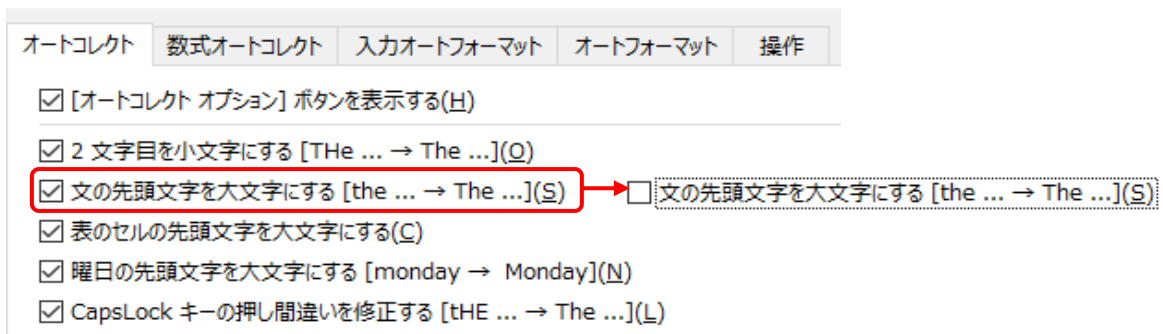 オートコレクト 数式オートコレクト 入力オートフォーマット オートフォーマット 操作
[オートコレクト オプション] ボタンを表示する(H)
2 文字目を小文字にする [THe ... → The ...](O)
文の先頭文字を大文字にする [the ... → The ...](S) 文の先頭文字を大文字にする [the ... → The ...](S)
表のセルの先頭文字を大文字にする(C)
曜日の先頭文字を大文字にする [monday → Monday](N)
CapsLock キーの押し間違いを修正する [tHE ... → The ...](L)